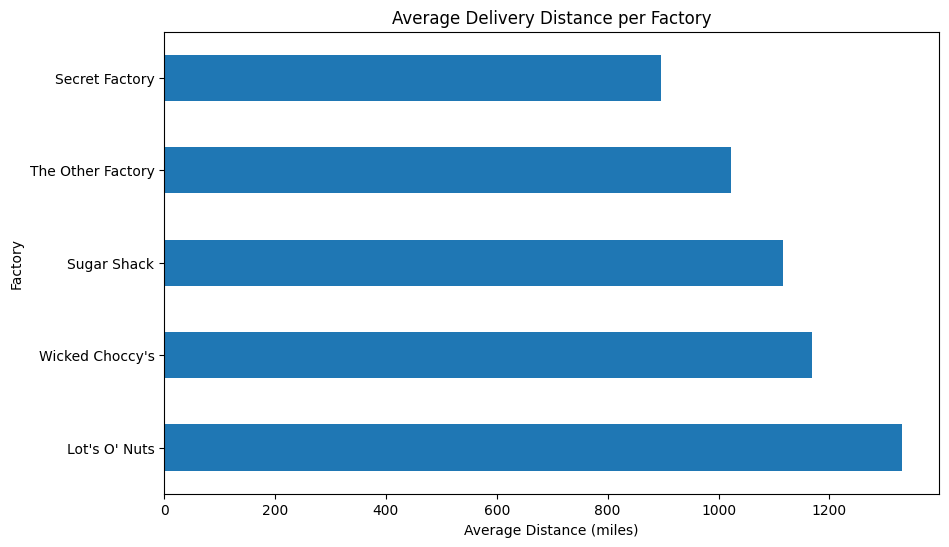 Average Delivery Distance per Factory
Factory
Secret Factory
The Other Factory
Sugar Shack
Wicked Choccy's
Lot's O' Nuts
0 200 400 600 800 1000 1200
Average Distance (miles)